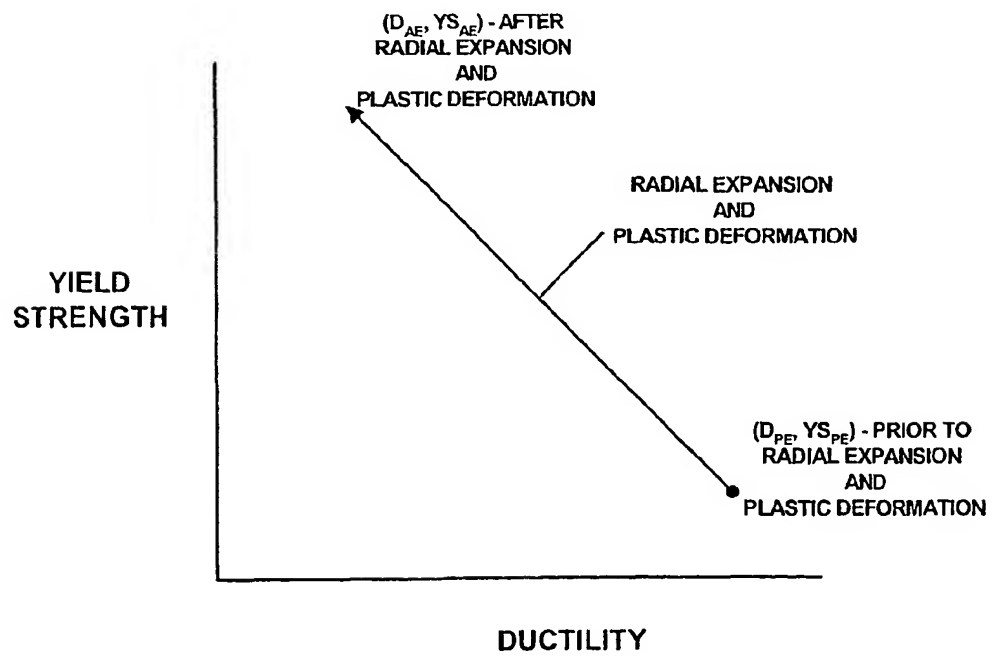 (D_AE, YS_AE) - AFTER
RADIAL EXPANSION
AND
PLASTIC DEFORMATION
RADIAL EXPANSION
AND
PLASTIC DEFORMATION
YIELD
STRENGTH
(D_PE, YS_PE) - PRIOR TO
RADIAL EXPANSION
AND
PLASTIC DEFORMATION
DUCTILITY